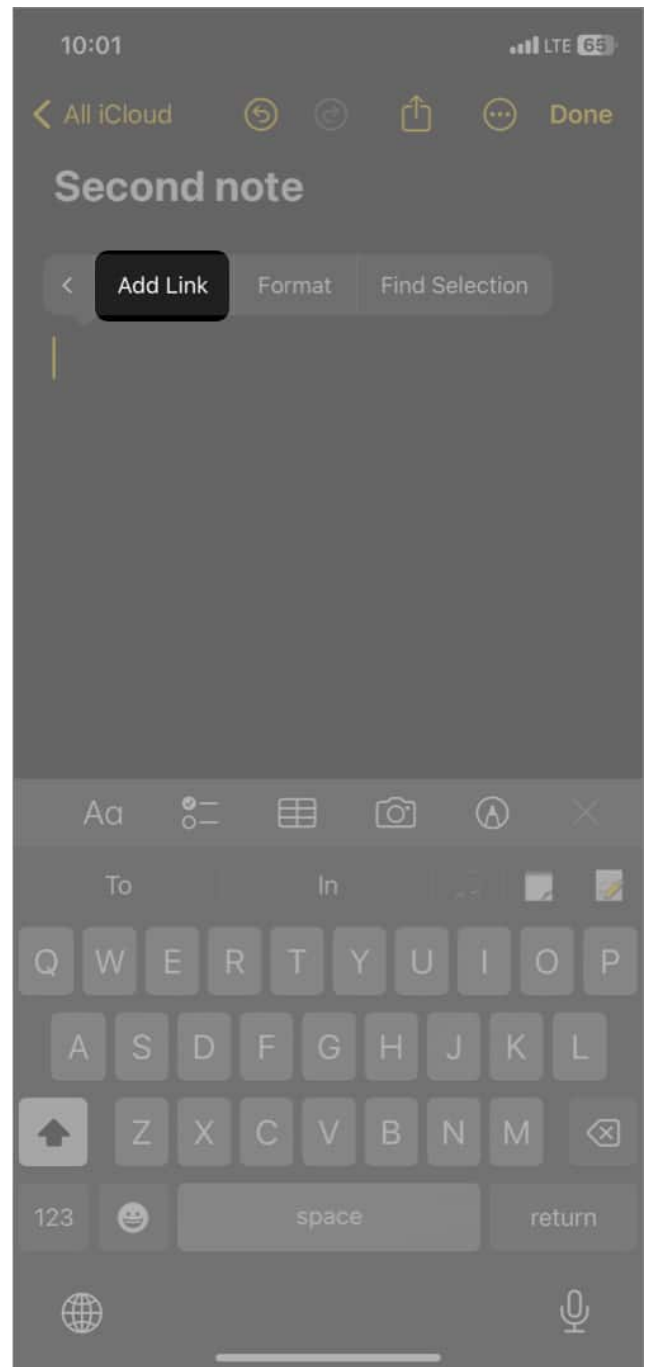 10:01 LTE 65
All iCloud Done
Second note
Add Link Format Find Selection
Aa
To In
Q W E R T Y U I O P
A S D F G H J K L
Z X C V B N M
123 space return